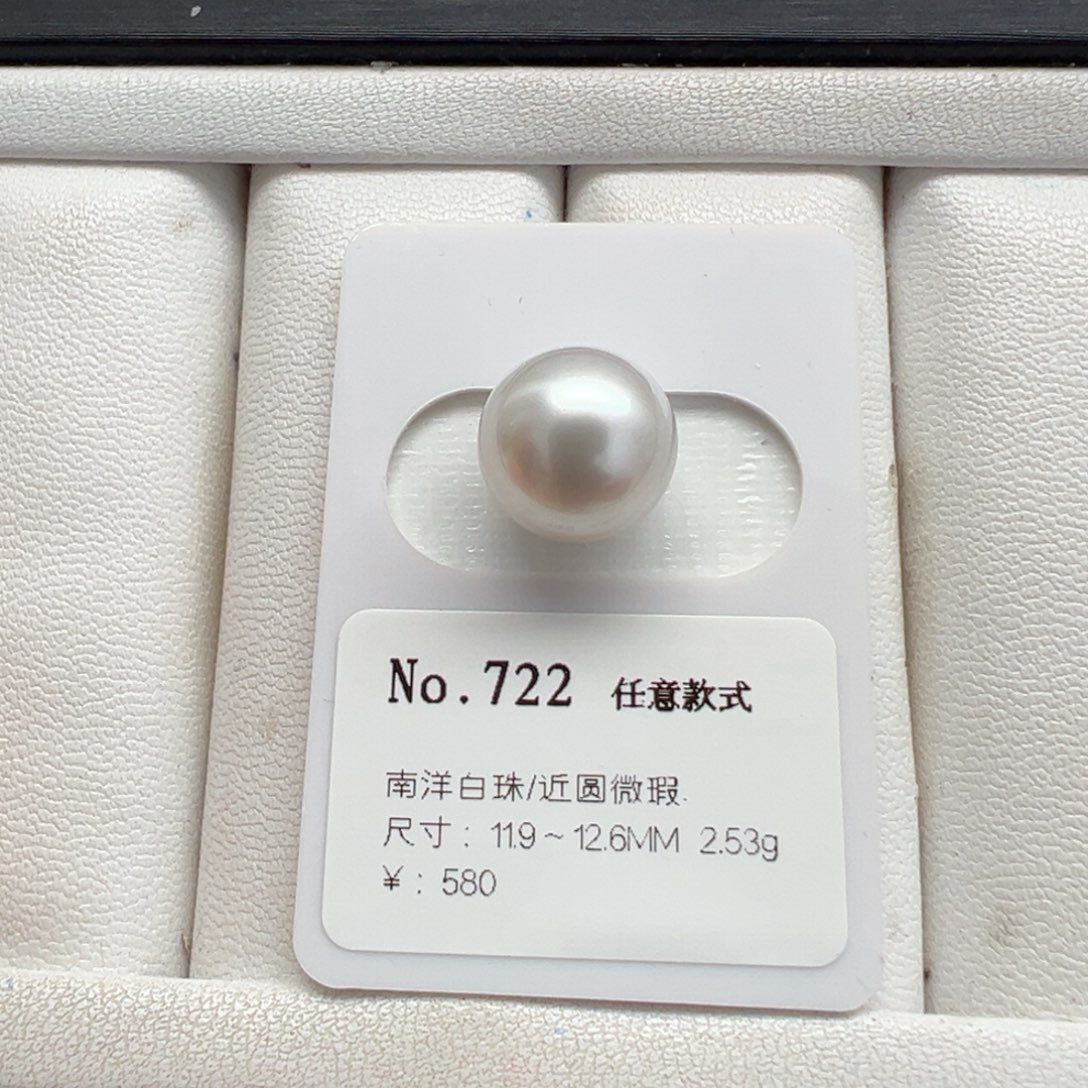 No.722 任意款式
南洋白珠/近圆微瑕.
尺寸：11.9~12.6MM 2.53g
¥：580